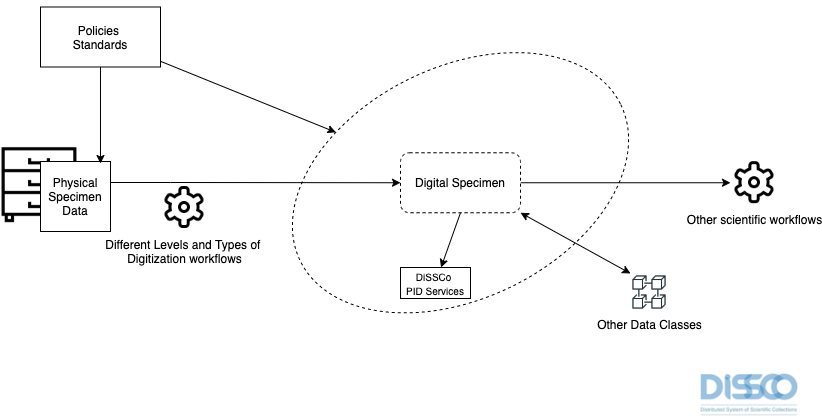 Policies
Standards
Physical
Specimen
Data
Different Levels and Types of
Digitization workflows
Digital Specimen
DiSSCo
PID Services
Other scientific workflows
Other Data Classes
DiSSCO
Distributed System of Scientific Collections